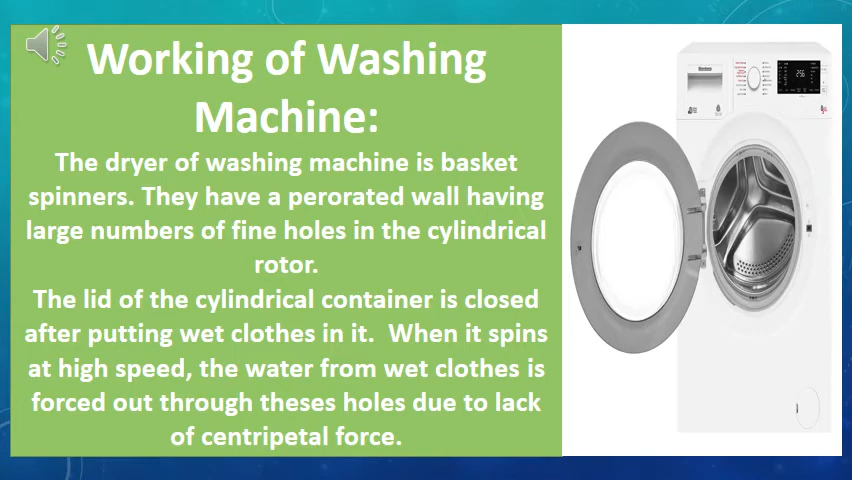 Working of Washing
Machine:
The dryer of washing machine is basket
spinners. They have a perorated wall having
large numbers of fine holes in the cylindrical
rotor.
The lid of the cylindrical container is closed
after putting wet clothes in it.  When it spins
at high speed, the water from wet clothes is
forced out through theses holes due to lack
of centripetal force.